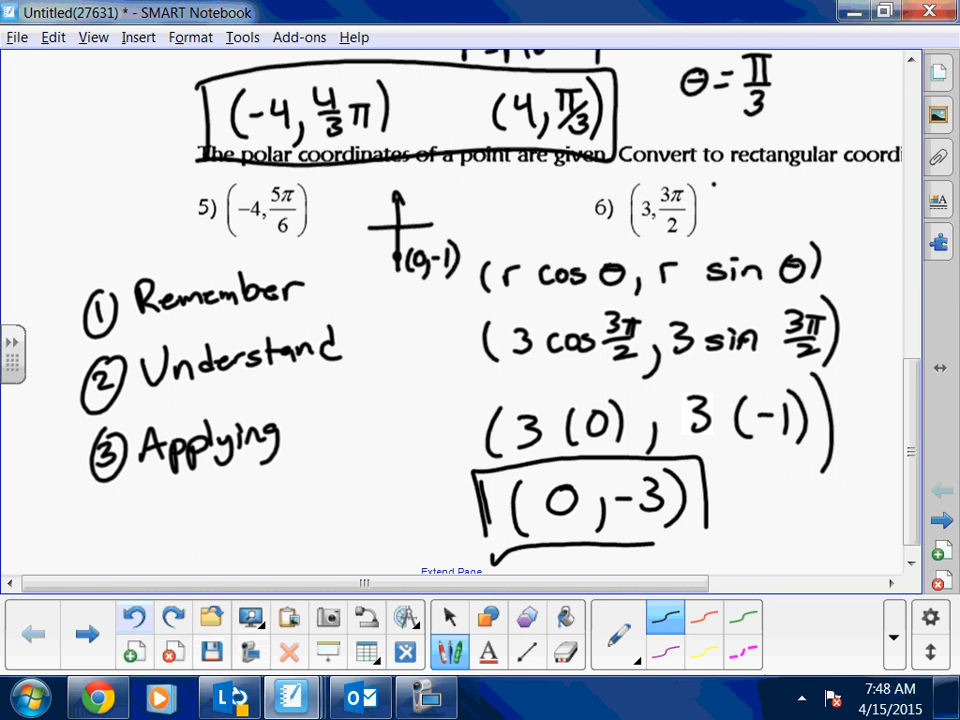 Untitled(27631) * - SMART Notebook
File Edit View Insert Format Tools Add-ons Help
(-4, 4/3 π) (4, π/3) θ = π/3
The polar coordinates of a point are given. Convert to rectangular coordi
5) (−4, 5π/6) 6) (3, 3π/2)
(0,-1)
(r cos θ, r sin θ)
① Remember
(3 cos 3π/2, 3 sin 3π/2)
② Understand
(3 (0), 3 (-1))
③ Applying
(0, -3)
Extend Page
7:48 AM
4/15/2015